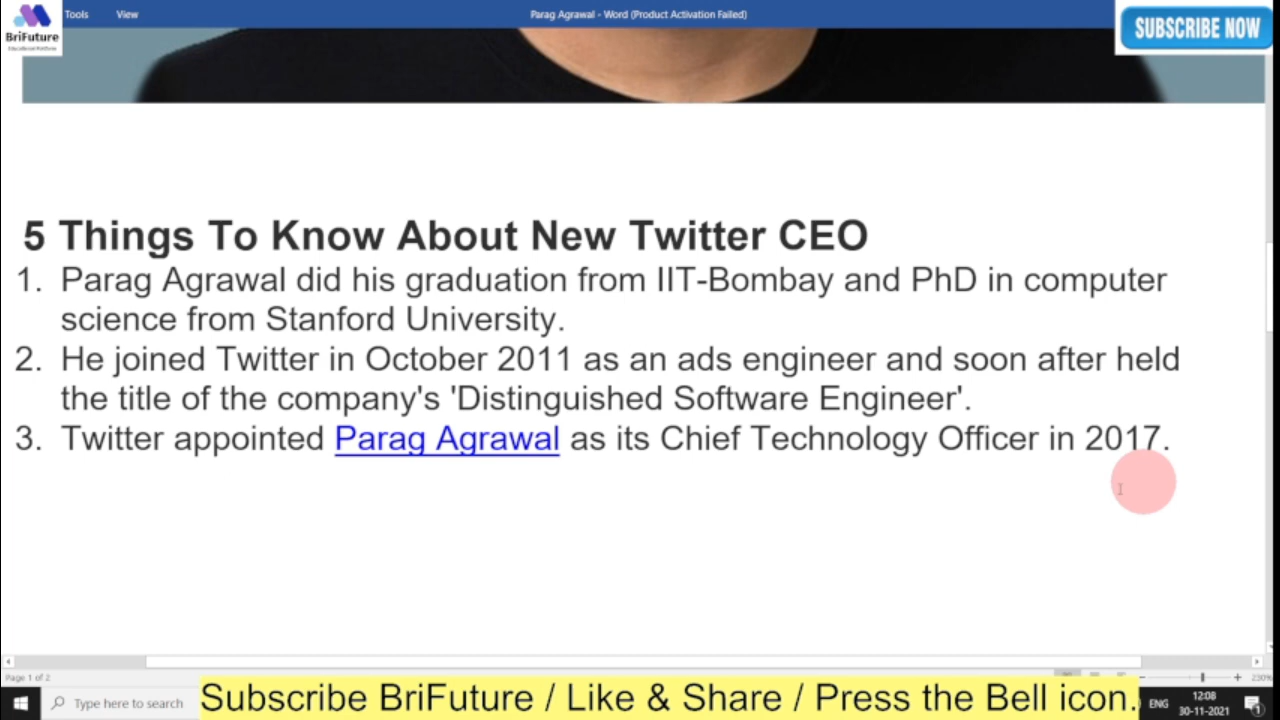 Tools View Parag Agrawal - Word (Product Activation Failed)
BriFuture
SUBSCRIBE NOW
5 Things To Know About New Twitter CEO
1. Parag Agrawal did his graduation from IIT-Bombay and PhD in computer
science from Stanford University.
2. He joined Twitter in October 2011 as an ads engineer and soon after held
the title of the company's 'Distinguished Software Engineer'.
3. Twitter appointed Parag Agrawal as its Chief Technology Officer in 2017.
Page 1 of 2
230%
Type here to search
Subscribe BriFuture / Like & Share / Press the Bell icon.
ENG
12:08
30-11-2021
1